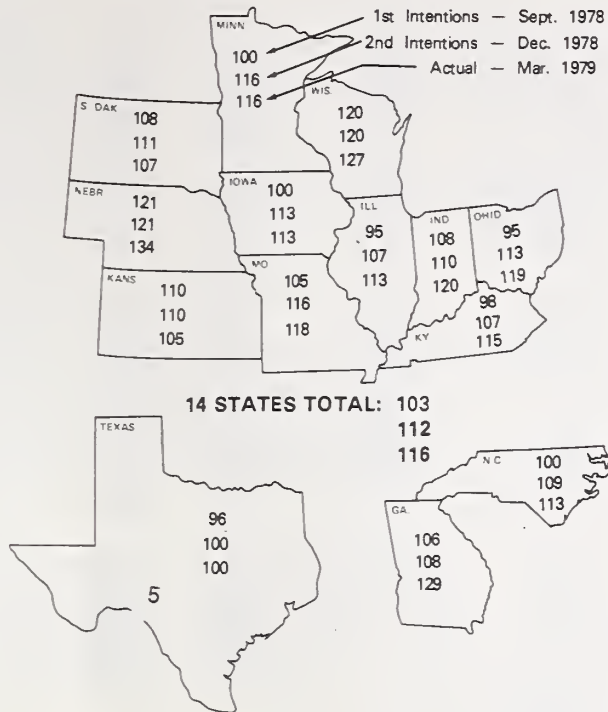 1st Intentions — Sept. 1978
2nd Intentions — Dec. 1978
Actual — Mar. 1979
MINN
100
116
116
WIS.
120
120
127
S DAK
108
111
107
NEBR
121
121
134
IOWA
100
113
113
ILL
95
107
113
IND
108
110
120
OHIO
95
113
119
KANS
110
110
105
MO
105
116
118
KY
98
107
115
14 STATES TOTAL: 103
112
116
TEXAS
96
100
100
5
N C
100
109
113
GA.
106
108
129